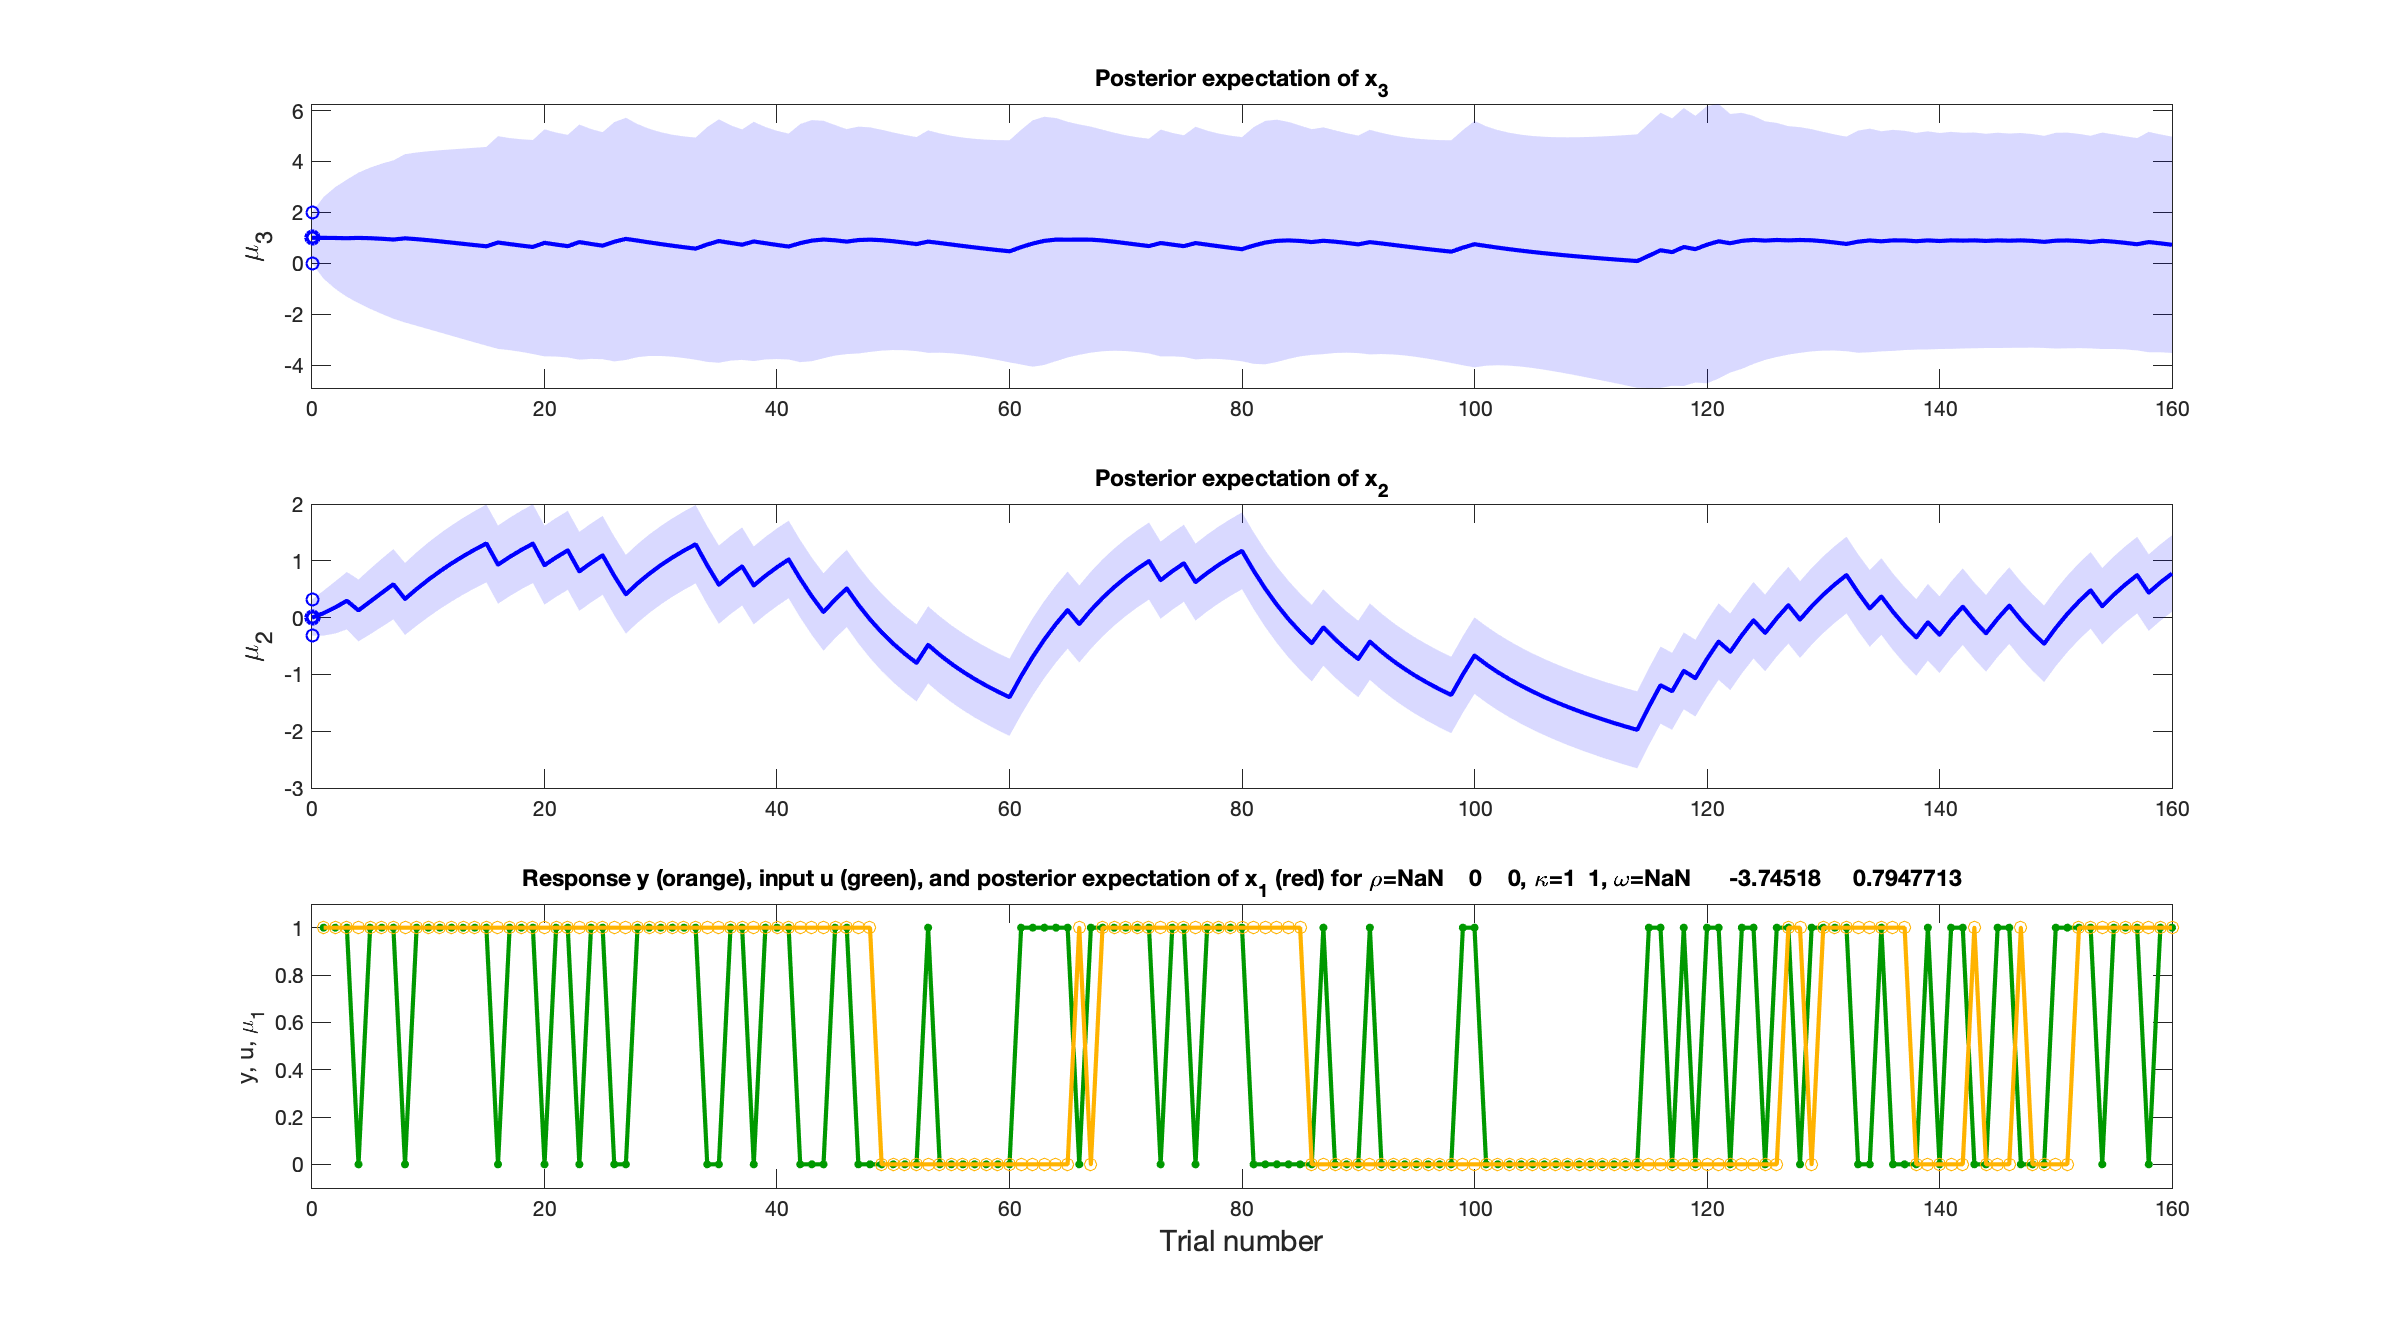 Posterior expectation of x3
6
4
2
0
-2
-4
μ3
0 20 40 60 80 100 120 140 160
Posterior expectation of x2
2
1
0
-1
-2
-3
μ2
0 20 40 60 80 100 120 140 160
Response y (orange), input u (green), and posterior expectation of x1 (red) for ρ=NaN 0 0, κ=1 1, ω=NaN -3.74518 0.7947713
1
0.8
0.6
0.4
0.2
0
y, u, μ1
0 20 40 60 80 100 120 140 160
Trial number